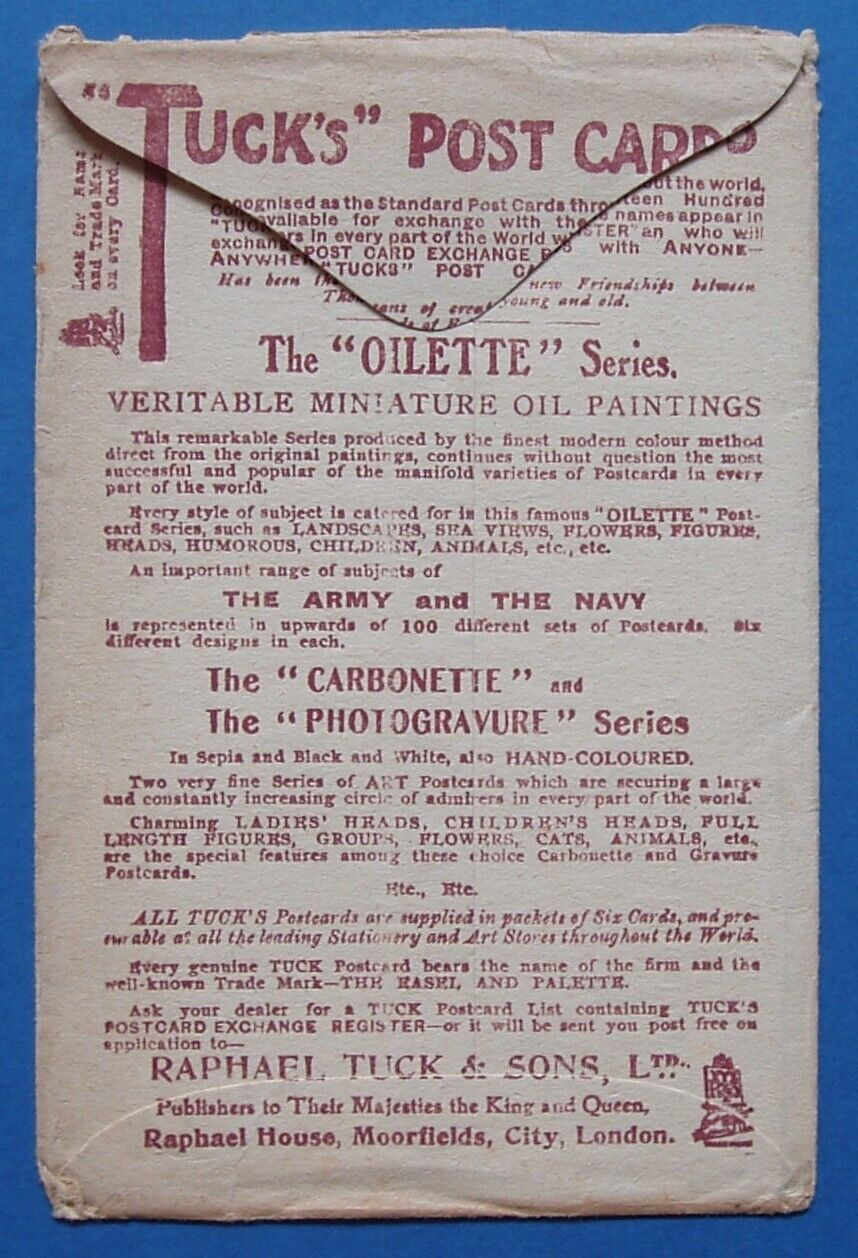 "TUCK'S" POST CARDS
Look for Name
and Trade Mark
on every Card.
out the world.
Recognised as the Standard Post Cards thro teen Hundred
"TUC available for exchange with the names appear in
exchang rs in every part of the World w STER" an who will
POST CARD EXCHANGE with ANYONE—
ANYWHE "TUCKS" POST CA
Has been the new Friendships between
Tho ans of great young and old.
The "OILETTE" Series.
VERITABLE MINIATURE OIL PAINTINGS
This remarkable Series produced by the finest modern colour method
direct from the original paintings, continues without question the most
successful and popular of the manifold varieties of Postcards in every
part of the world.
Every style of subject is catered for in this famous "OILETTE" Post-
card Series, such as LANDSCAPES, SEA VIEWS, FLOWERS, FIGURES,
HEADS, HUMOROUS, CHILDREN, ANIMALS, etc., etc.
An important range of subjects of
THE ARMY and THE NAVY
is represented in upwards of 100 different sets of Postcards. Six
different designs in each.
The "CARBONETTE" and
The "PHOTOGRAVURE" Series
In Sepia and Black and White, also HAND-COLOURED.
Two very fine Series of ART Postcards which are securing a large
and constantly increasing circle of admirers in every part of the world.
Charming LADIES' HEADS, CHILDREN'S HEADS, FULL
LENGTH FIGURES, GROUPS, FLOWERS, CATS, ANIMALS, etc.,
are the special features among these choice Carbonette and Gravure
Postcards.
Etc., Etc.
ALL TUCK'S Postcards are supplied in packets of Six Cards, and pro-
curable at all the leading Stationery and Art Stores throughout the World.
Every genuine TUCK Postcard bears the name of the firm and the
well-known Trade Mark—THE EASEL AND PALETTE.
Ask your dealer for a TUCK Postcard List containing TUCK'S
POSTCARD EXCHANGE REGISTER—or it will be sent you post free on
application to—
RAPHAEL TUCK & SONS, LTD.,
Publishers to Their Majesties the King and Queen,
Raphael House, Moorfields, City, London.